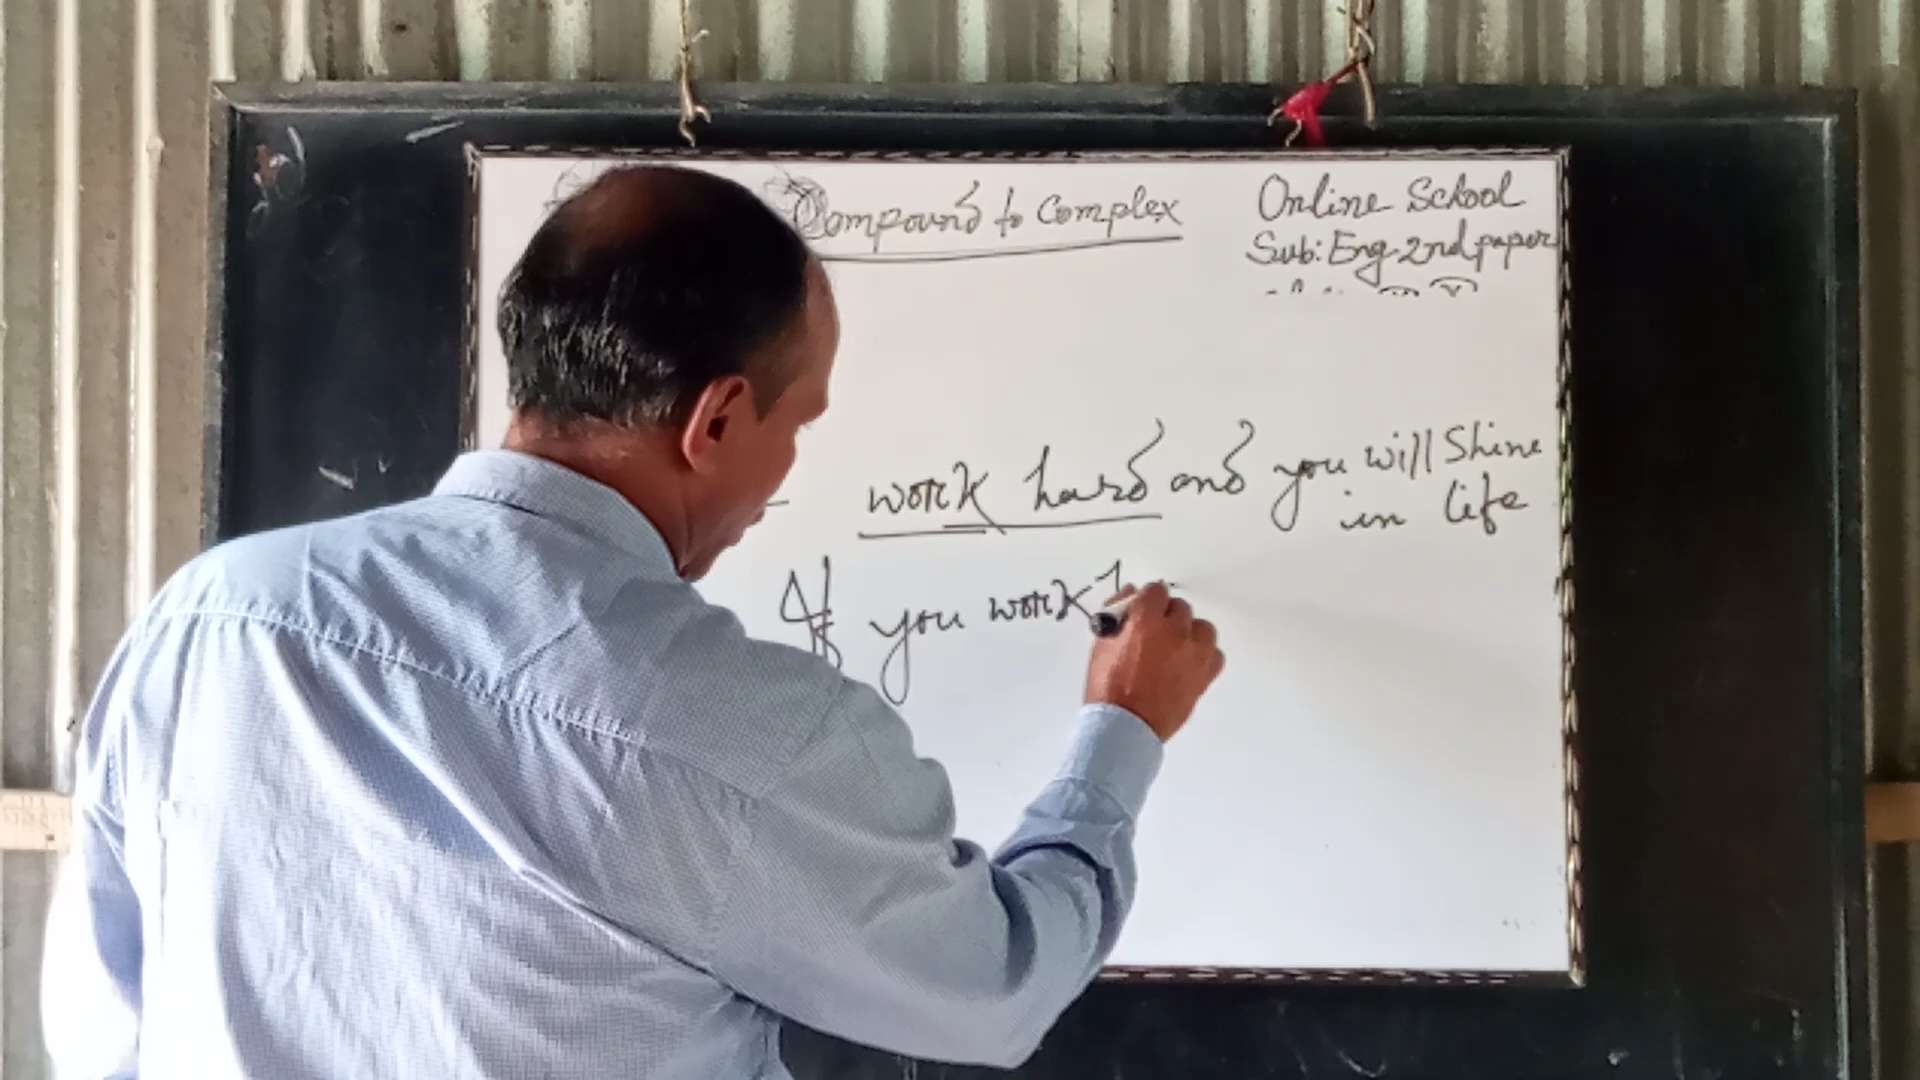 Compound to Complex
Online School
Sub: Eng 2nd paper
work hard and you will Shine
in life
If you work